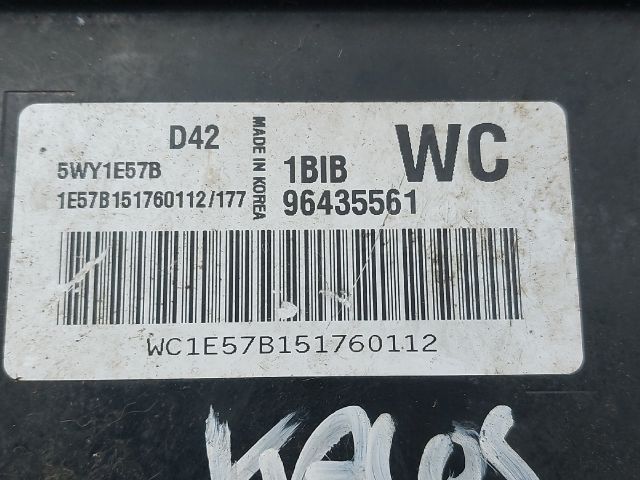 D42
5WY1E57B
1E57B151760112/177
MADE IN KOREA
WC
1BIB
96435561
WC1E57B151760112
KALOS